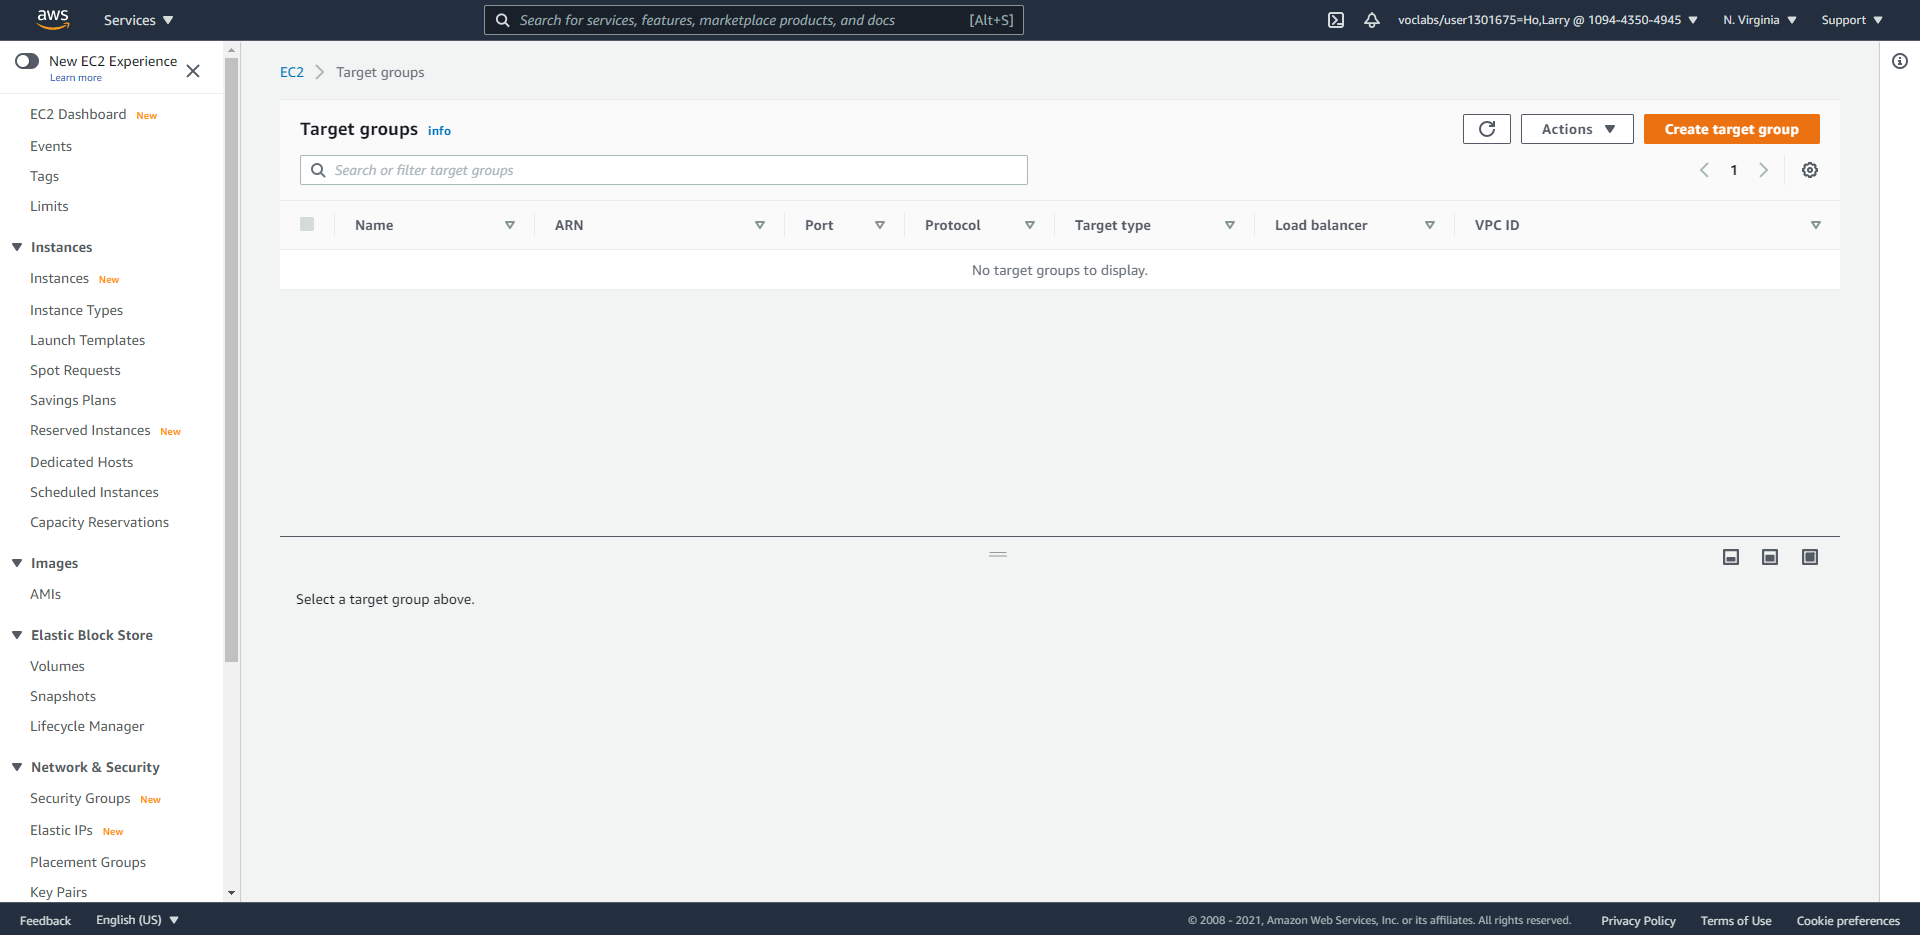 aws
Services
Search for services, features, marketplace products, and docs
[Alt+S]
voclabs/user1301675=Ho,Larry @ 1094-4350-4945
N. Virginia
Support
New EC2 Experience
Learn more
EC2 Dashboard New
Events
Tags
Limits
Instances
Instances New
Instance Types
Launch Templates
Spot Requests
Savings Plans
Reserved Instances New
Dedicated Hosts
Scheduled Instances
Capacity Reservations
Images
AMIs
Elastic Block Store
Volumes
Snapshots
Lifecycle Manager
Network & Security
Security Groups New
Elastic IPs New
Placement Groups
Key Pairs
EC2
Target groups
Target groups info
Actions
Create target group
Search or filter target groups
1
Name
ARN
Port
Protocol
Target type
Load balancer
VPC ID
No target groups to display.
Select a target group above.
Feedback
English (US)
© 2008 - 2021, Amazon Web Services, Inc. or its affiliates. All rights reserved.
Privacy Policy
Terms of Use
Cookie preferences